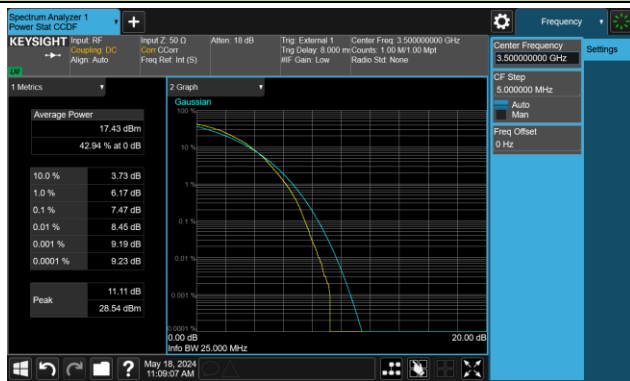 Spectrum Analyzer 1
Power Stat CCDF
Frequency
KEYSIGHT
Input: RF
Coupling: DC
Align: Auto
Input Z: 50 Ω
Corr CCorr
Freq Ref: Int (S)
Atten: 18 dB
Trig: External 1
Trig Delay: 8.000 m
#IF Gain: Low
Center Freq: 3.500000000 GHz
Counts: 1.00 M/1.00 Mpt
Radio Std: None
1 Metrics
Average Power
17.43 dBm
42.94 % at 0 dB
10.0 % 3.73 dB
1.0 % 6.17 dB
0.1 % 7.47 dB
0.01 % 8.45 dB
0.001 % 9.19 dB
0.0001 % 9.23 dB
Peak
11.11 dB
28.54 dBm
2 Graph
Gaussian
100 %
10 %
1 %
0.1 %
0.01 %
0.001 %
0.0001 %
0.00 dB
20.00 dB
Info BW 25.000 MHz
Center Frequency
3.500000000 GHz
Settings
CF Step
5.000000 MHz
Auto
Man
Freq Offset
0 Hz
?
May 18, 2024
11:09:07 AM